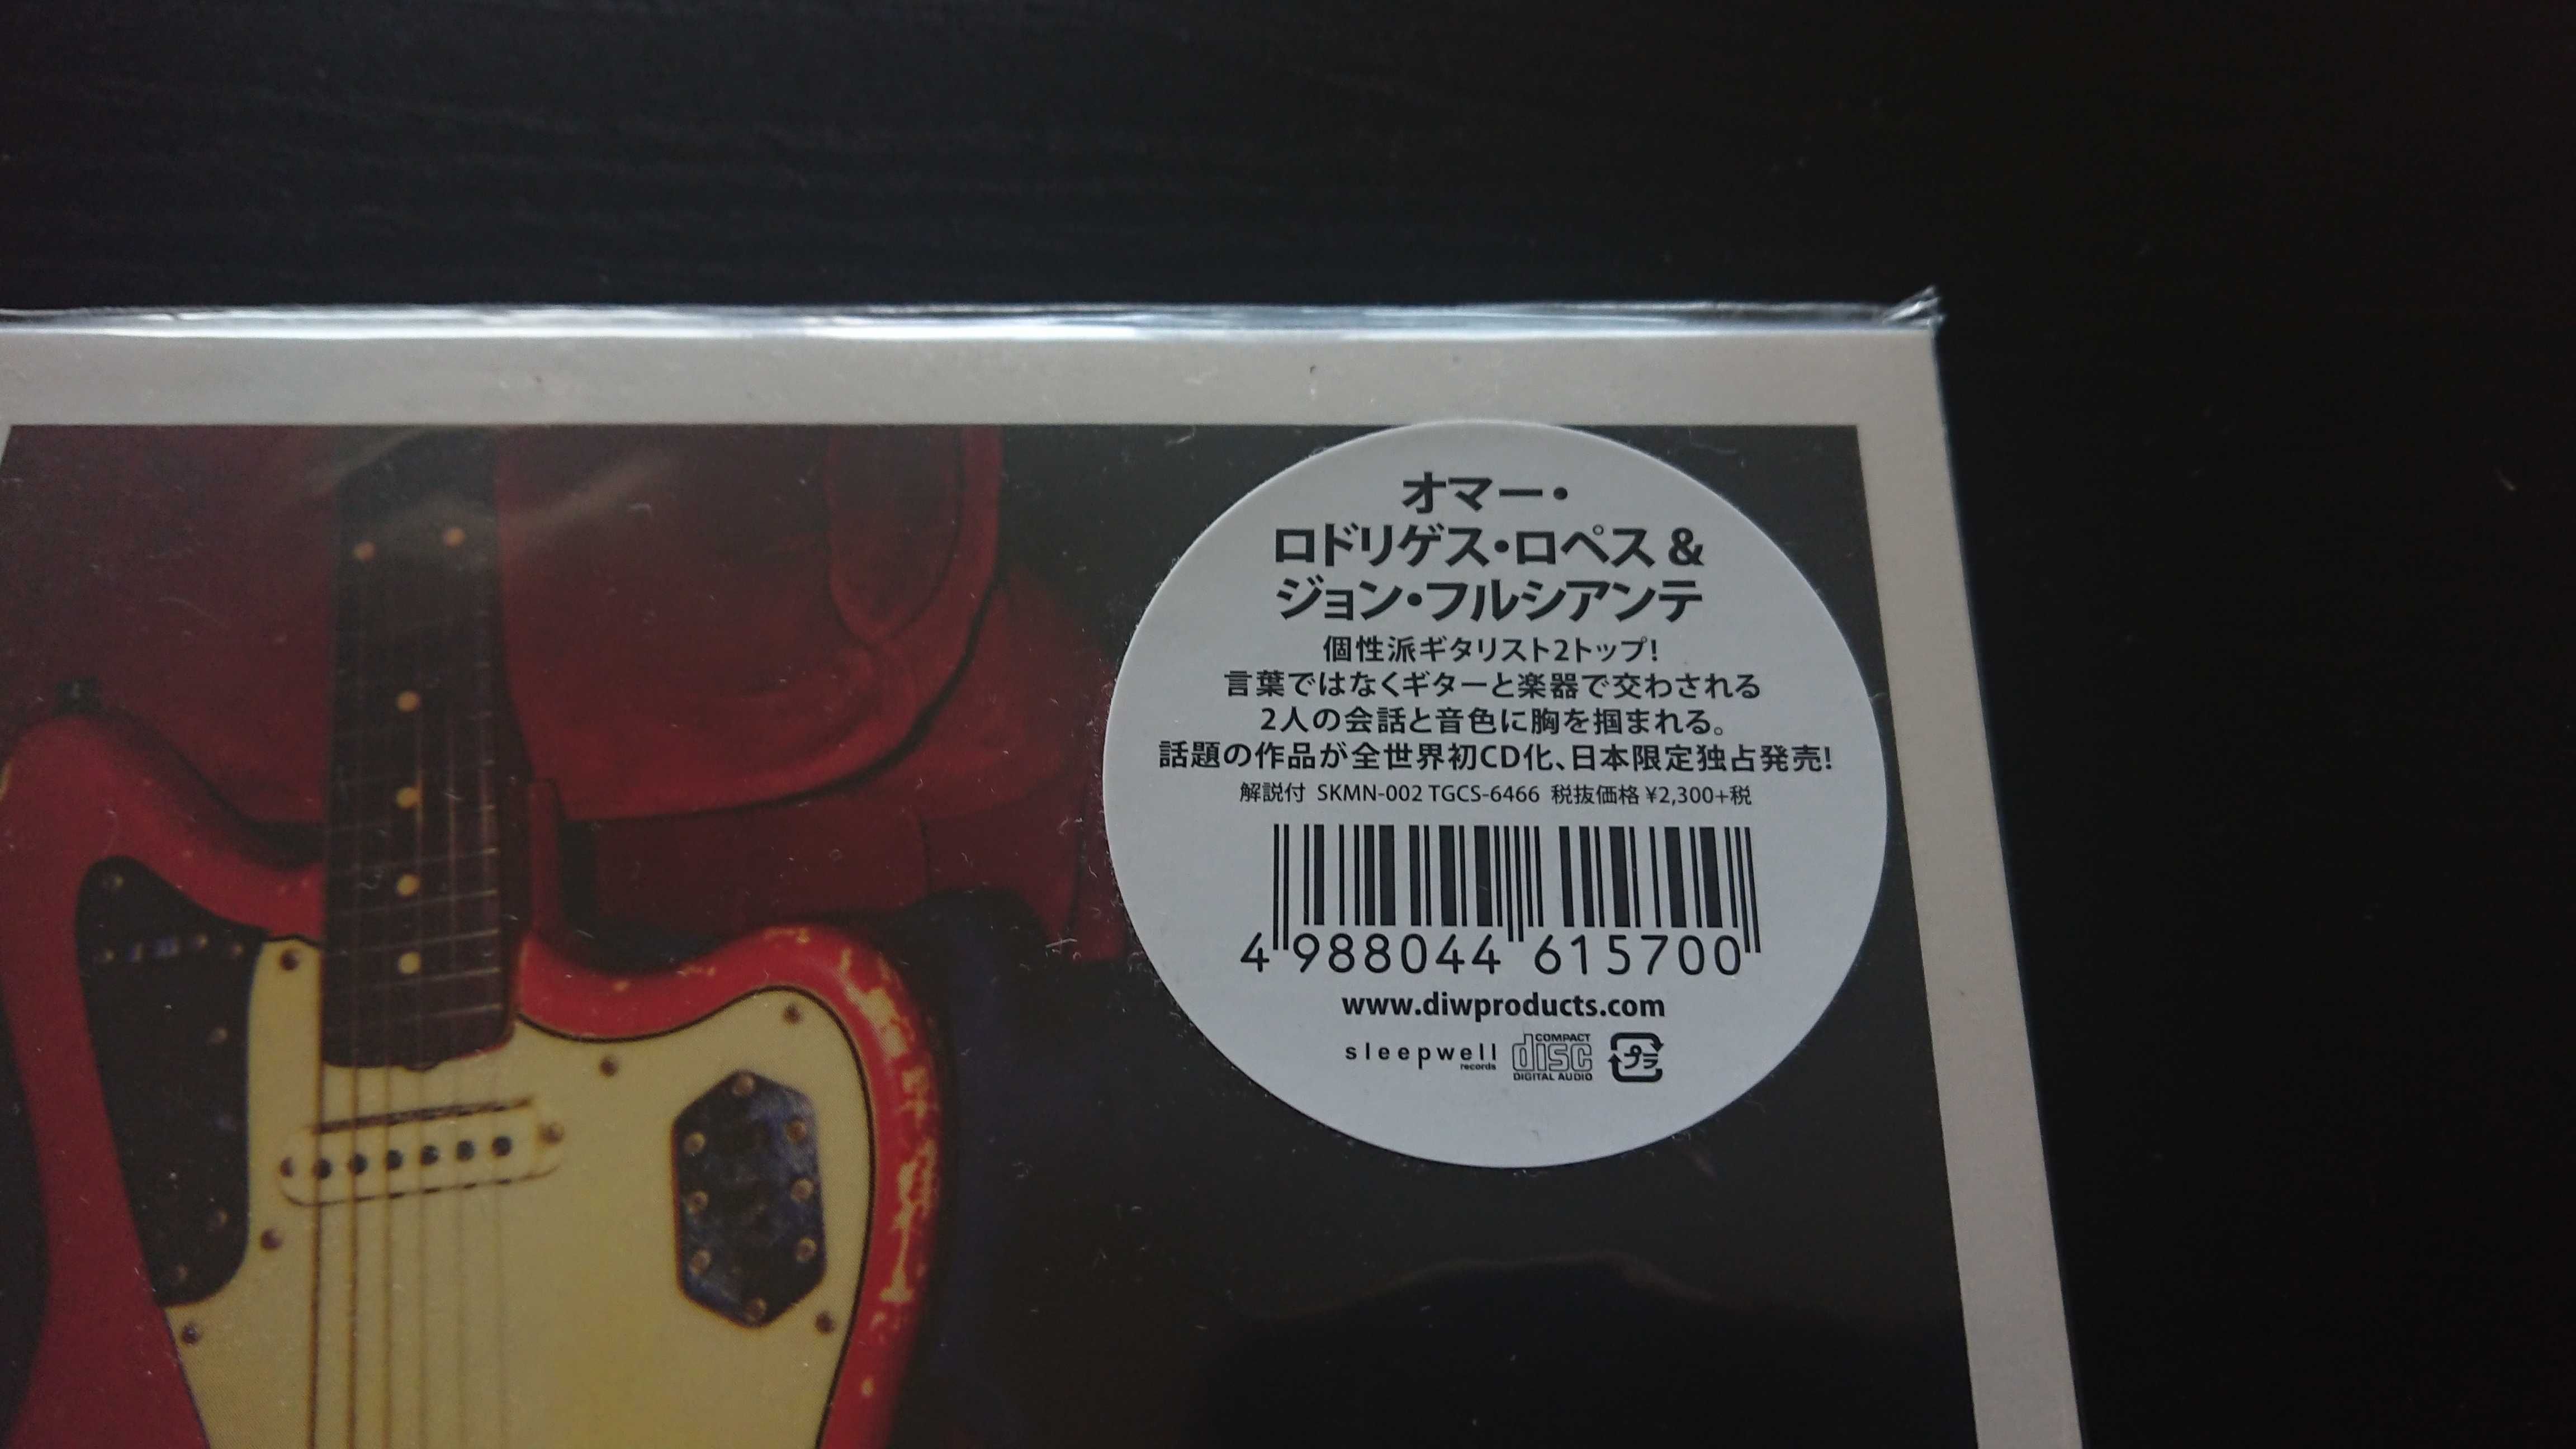 オマー・
ロドリゲス・ロペス &
ジョン・フルシアンテ
個性派ギタリスト2トップ!
言葉ではなくギターと楽器で交わされる
2人の会話と音色に胸を掴まれる。
話題の作品が全世界初CD化、日本限定独占発売!
解説付 SKMN-002 TGCS-6466 税抜価格 ¥2,300+税
4 988044 615700
www.diwproducts.com
sleepwell
records
COMPACT
disc
DIGITAL AUDIO
プラ